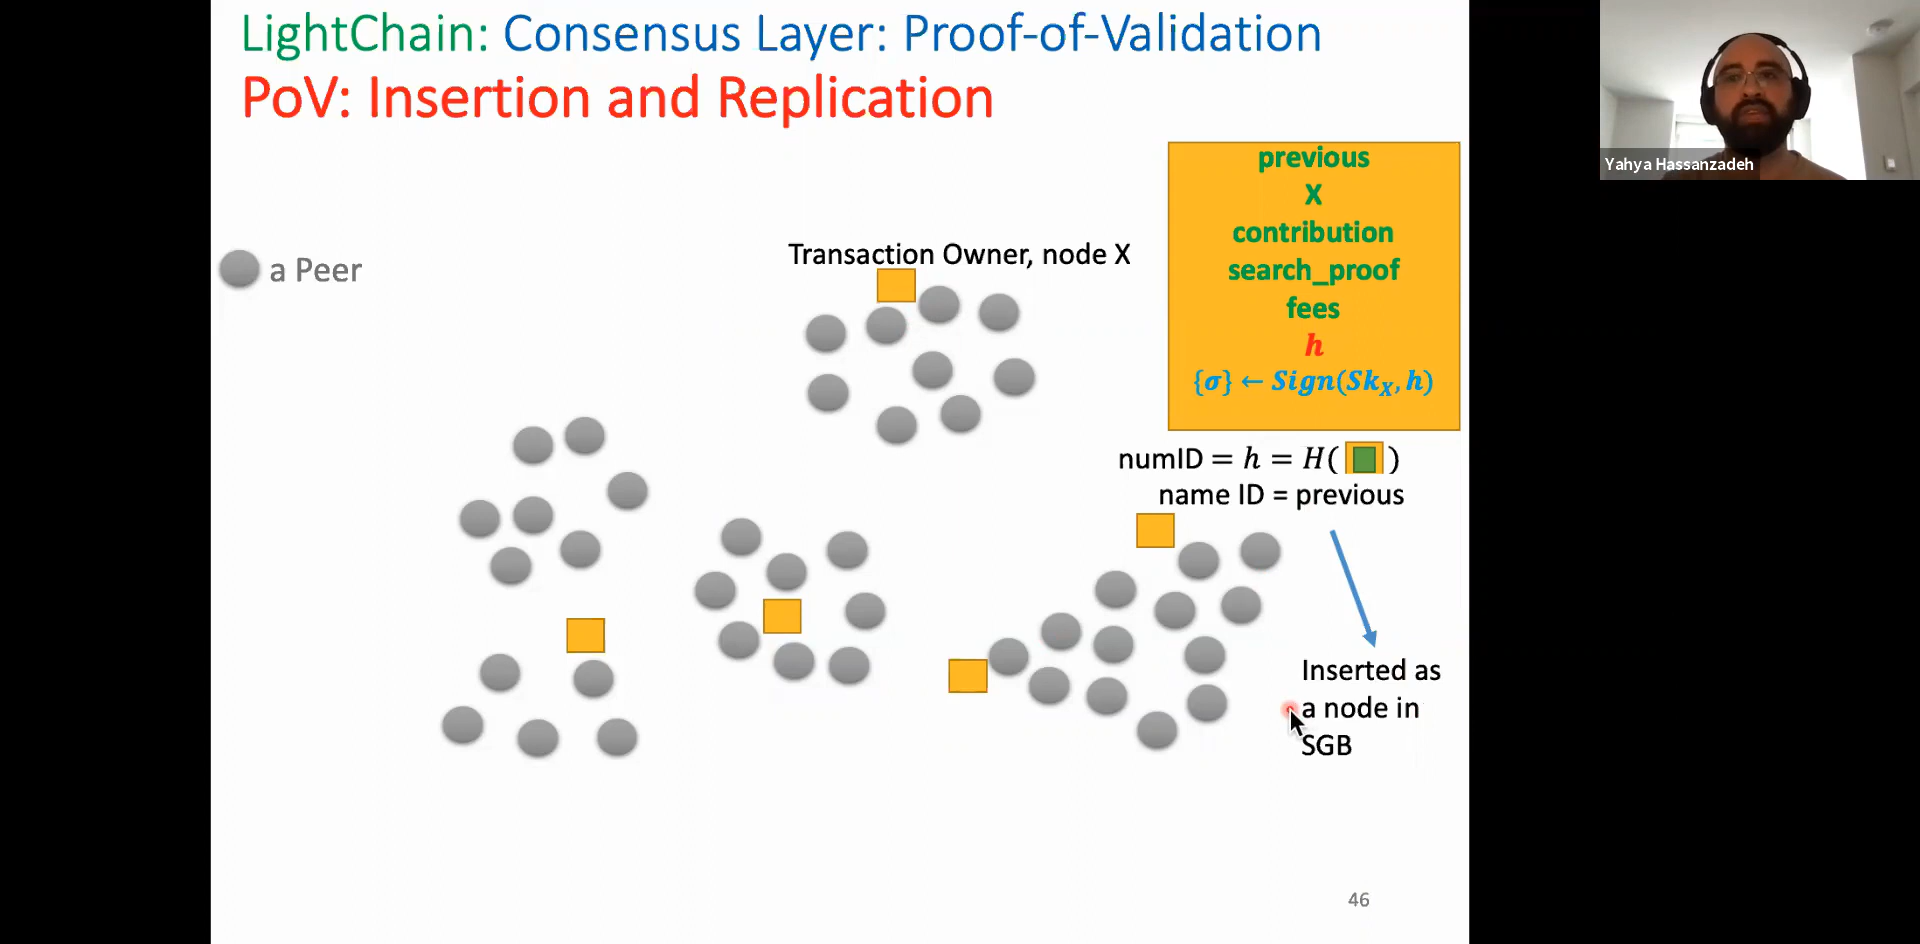 LightChain: Consensus Layer: Proof-of-Validation
PoV: Insertion and Replication
Yahya Hassanzadeh
a Peer
Transaction Owner, node X
previous
X
contribution
search_proof
fees
h
{σ} ← Sign(Sk_X, h)
numID = h = H( )
name ID = previous
Inserted as
a node in
SGB
46